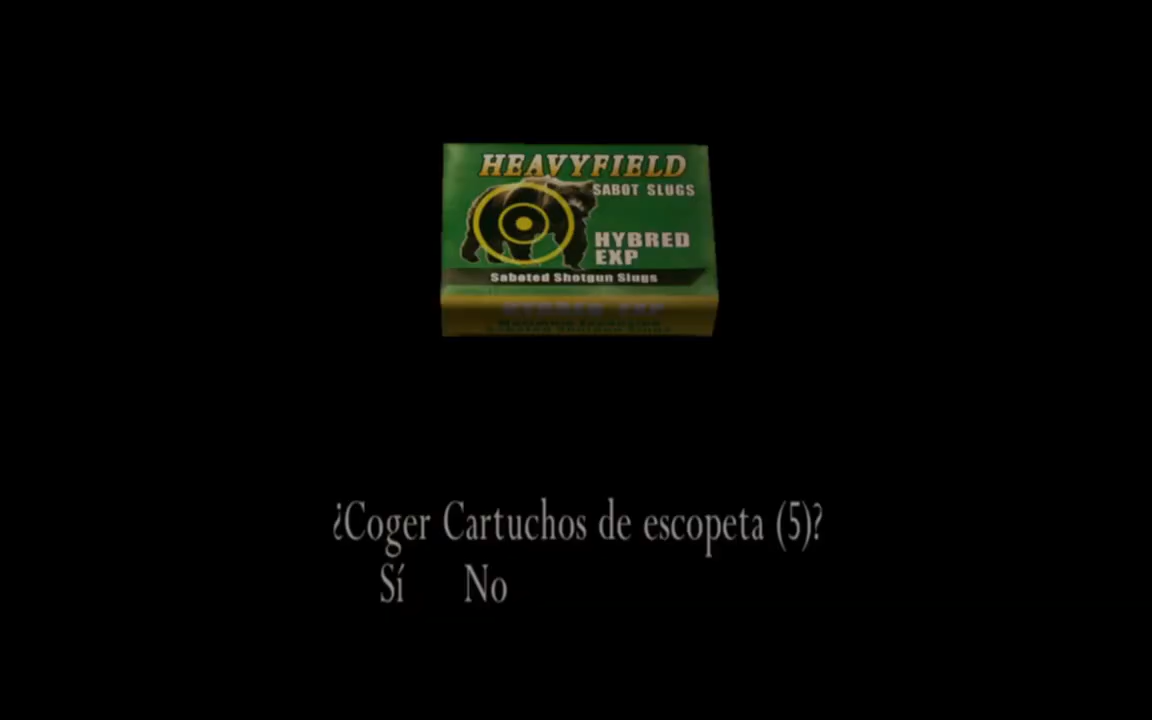 HEAVYFIELD
SABOT SLUGS
HYBRED
EXP
Saboted Shotgun Slugs
¿Coger Cartuchos de escopeta (5)?
Sí No